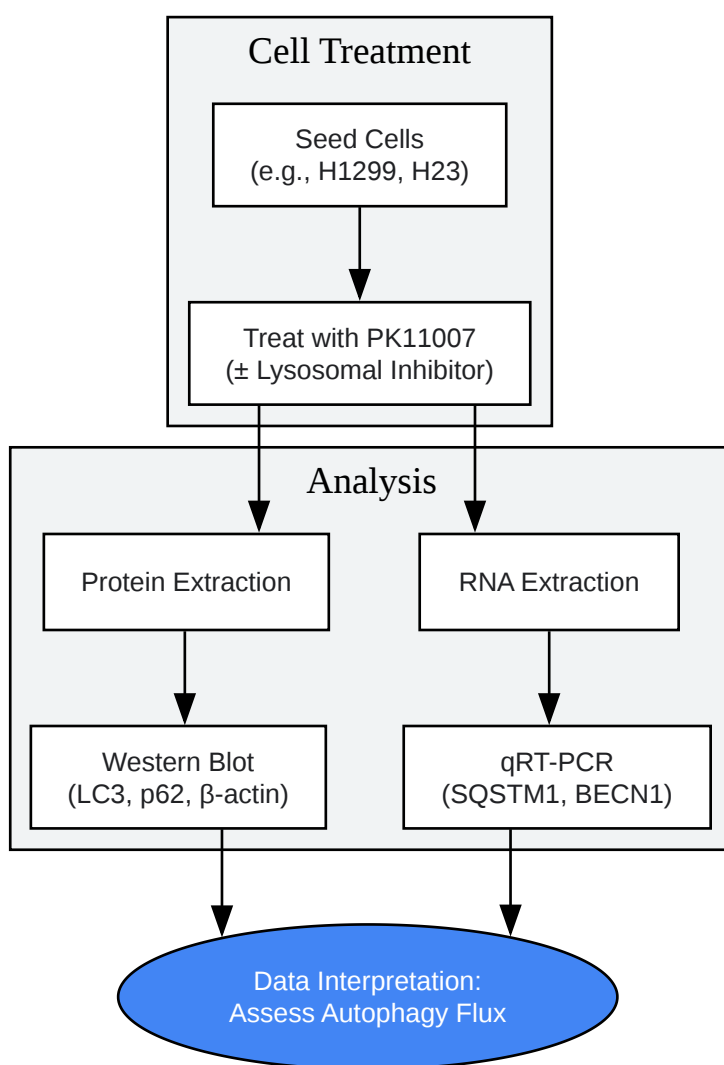 Cell Treatment
Seed Cells
(e.g., H1299, H23)
Treat with PK11007
(± Lysosomal Inhibitor)
Analysis
Protein Extraction
RNA Extraction
Western Blot
(LC3, p62, β-actin)
qRT-PCR
(SQSTM1, BECN1)
Data Interpretation:
Assess Autophagy Flux